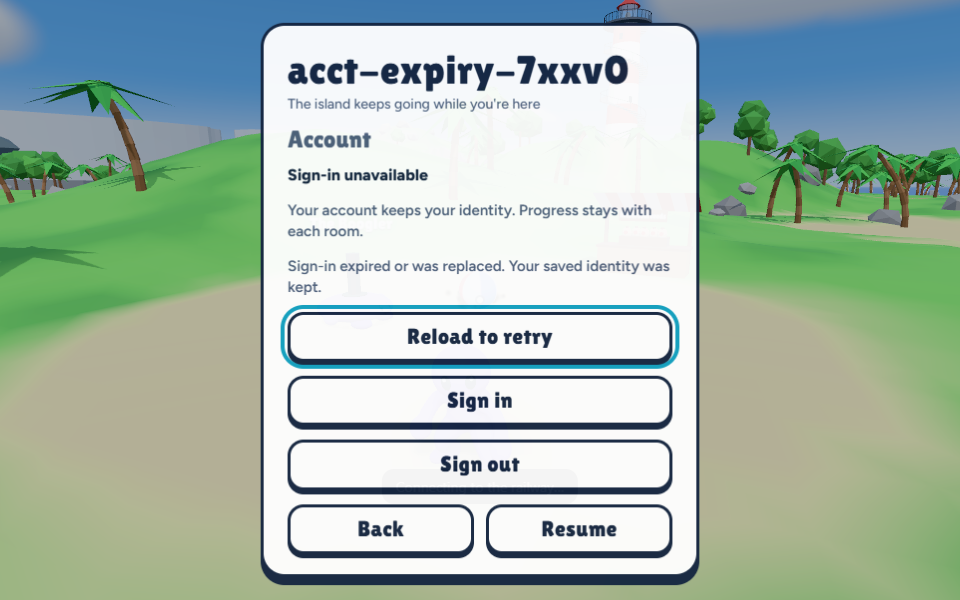 acct-expiry-7xxv0
The island keeps going while you're here
Account
Sign-in unavailable
Your account keeps your identity. Progress stays with
each room.
Sign-in expired or was replaced. Your saved identity was
kept.
Reload to retry
Sign in
Sign out
Back
Resume